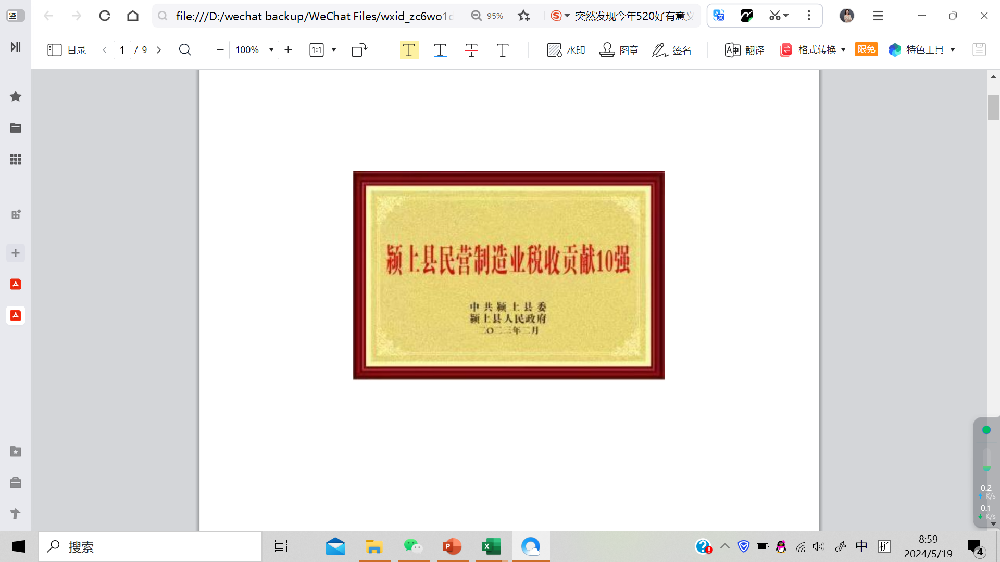 竖
file:///D:/wechat backup/WeChat Files/wxid_zc6wo1c
95%
突然发现今年520好有意义
目录
1 / 9
100%
1:1
水印
图章
签名
翻译
格式转换
限免
特色工具
颍上县民营制造业税收贡献10强
中共颍上县委
颍上县人民政府
二〇二三年二月
0.2
K/s
0.1
K/s
搜索
中
拼
8:59
2024/5/19
4